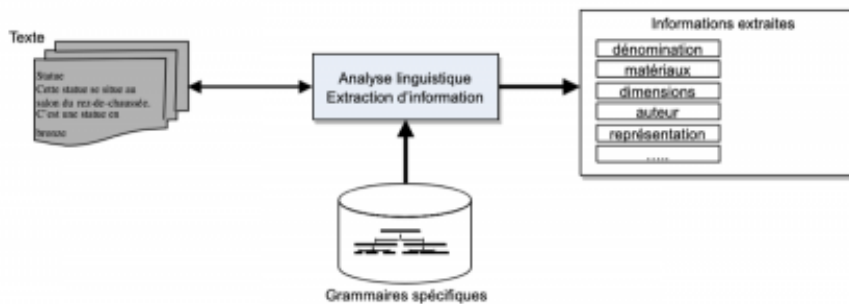 Texte
Statue
Cette statue se situe au
salon du rez-de-chaussée.
C'est une statue en
bronze
Analyse linguistique
Extraction d'information
Informations extraites
dénomination
matériaux
dimensions
auteur
représentation
.....
Grammaires spécifiques